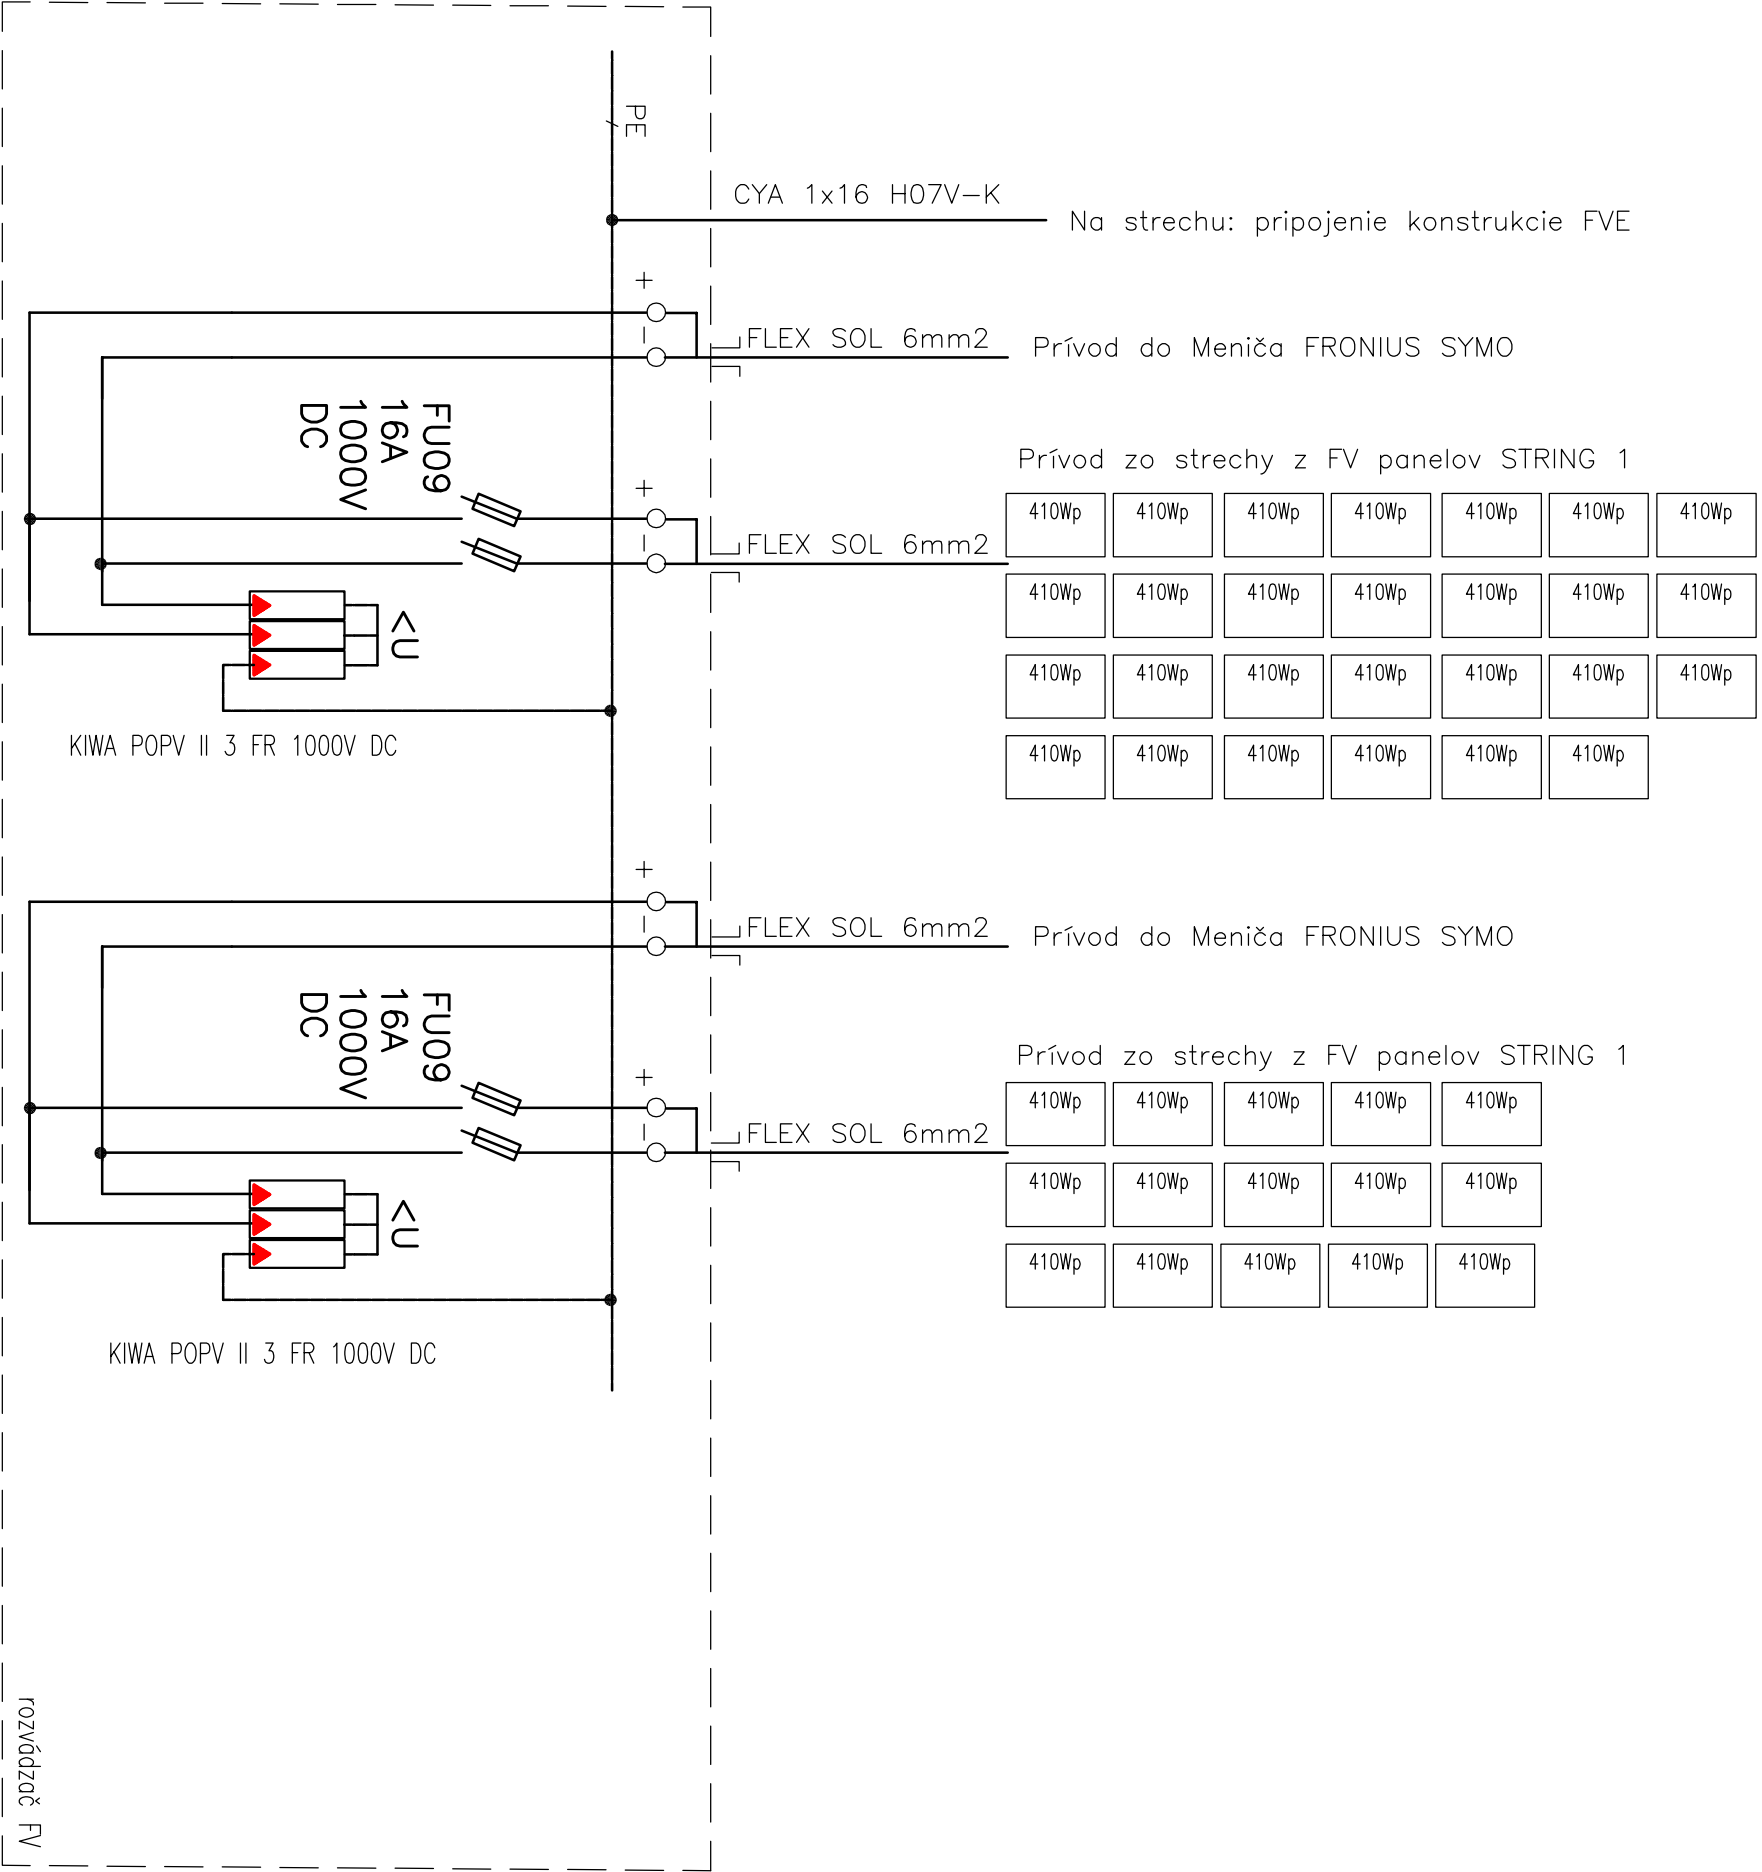 PE
CYA 1x16 H07V-K
Na strechu: pripojenie konstrukcie FVE
+
-
FLEX SOL 6mm2
Prívod do Meniča FRONIUS SYMO
FU09
16A
1000V
DC
Prívod zo strechy z FV panelov STRING 1
+
-
FLEX SOL 6mm2
410Wp 410Wp 410Wp 410Wp 410Wp 410Wp 410Wp
410Wp 410Wp 410Wp 410Wp 410Wp 410Wp 410Wp
410Wp 410Wp 410Wp 410Wp 410Wp 410Wp 410Wp
410Wp 410Wp 410Wp 410Wp 410Wp 410Wp
<U
KIWA POPV II 3 FR 1000V DC
+
-
FLEX SOL 6mm2
Prívod do Meniča FRONIUS SYMO
FU09
16A
1000V
DC
Prívod zo strechy z FV panelov STRING 1
+
-
FLEX SOL 6mm2
410Wp 410Wp 410Wp 410Wp 410Wp
410Wp 410Wp 410Wp 410Wp 410Wp
410Wp 410Wp 410Wp 410Wp 410Wp
<U
KIWA POPV II 3 FR 1000V DC
rozvádzač FV